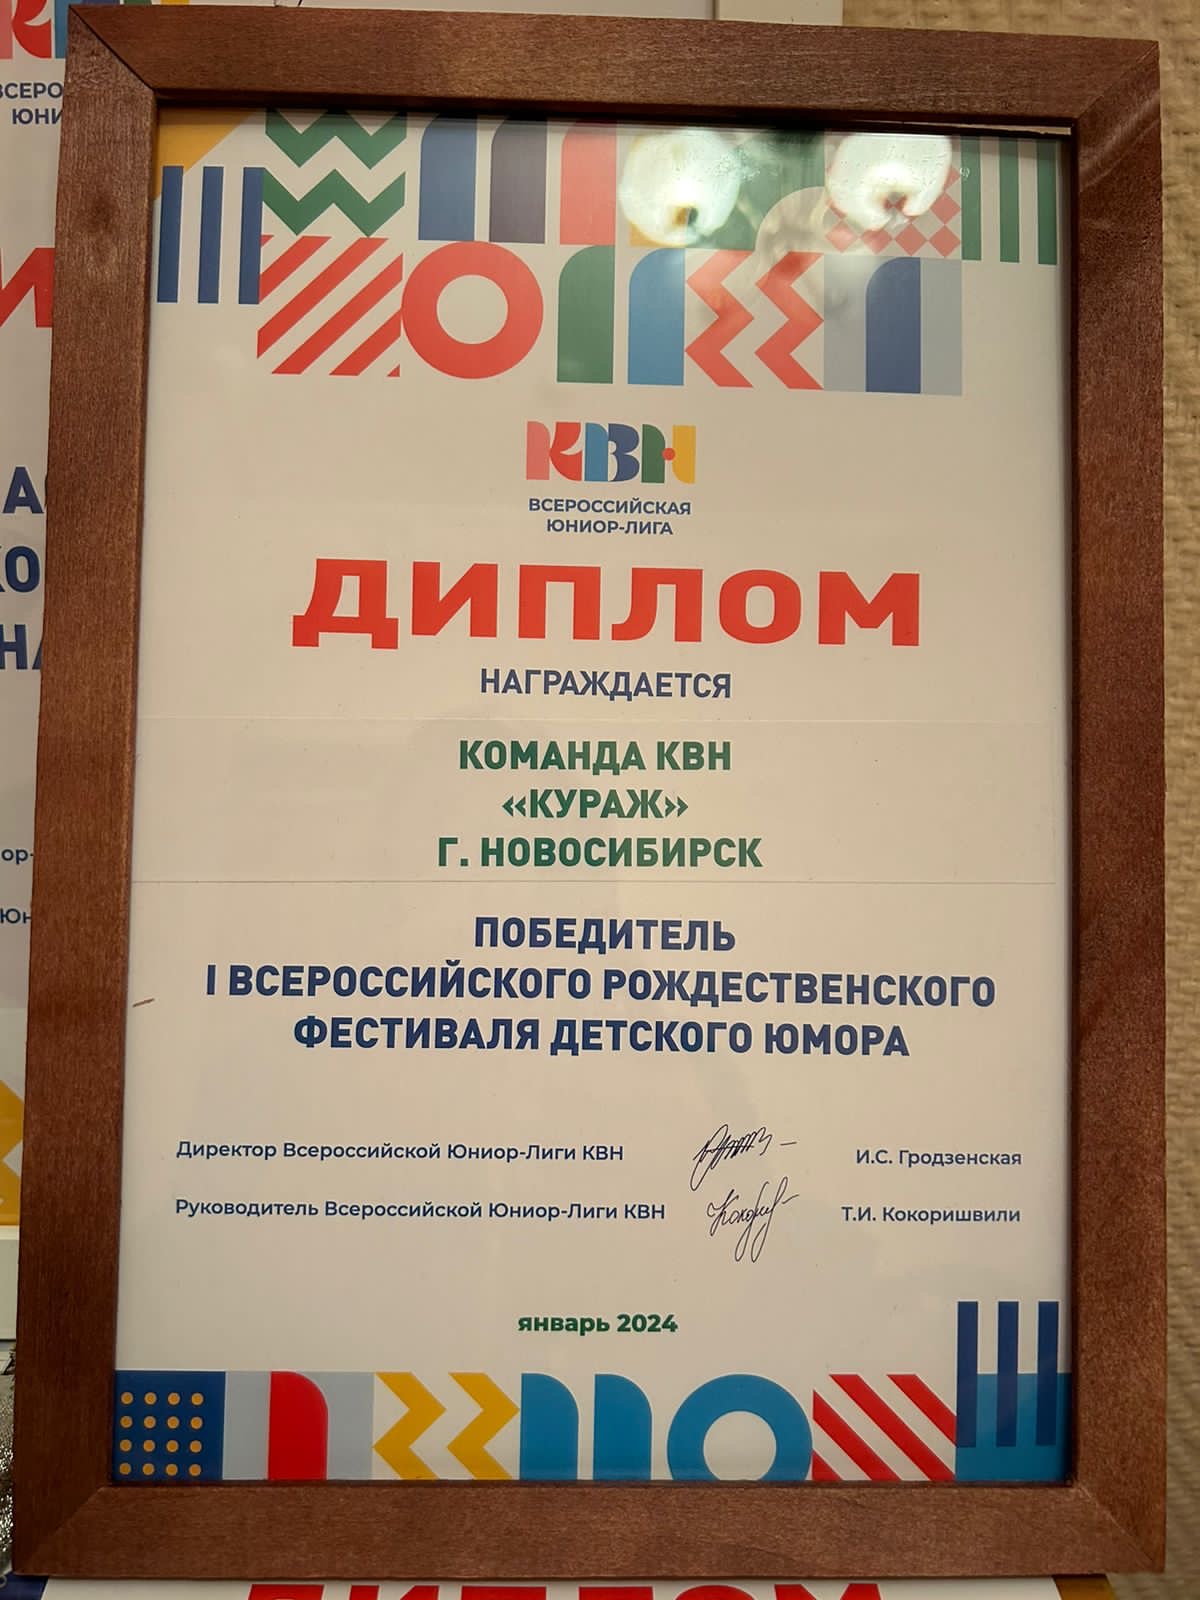 КВН
ВСЕРОССИЙСКАЯ
ЮНИОР-ЛИГА
ДИПЛОМ
НАГРАЖДАЕТСЯ
КОМАНДА КВН
«КУРАЖ»
Г. НОВОСИБИРСК
ПОБЕДИТЕЛЬ
I ВСЕРОССИЙСКОГО РОЖДЕСТВЕНСКОГО
ФЕСТИВАЛЯ ДЕТСКОГО ЮМОРА
Директор Всероссийской Юниор-Лиги КВН И.С. Гродзенская
Руководитель Всероссийской Юниор-Лиги КВН Т.И. Кокоришвили
январь 2024
ДИПЛОМ